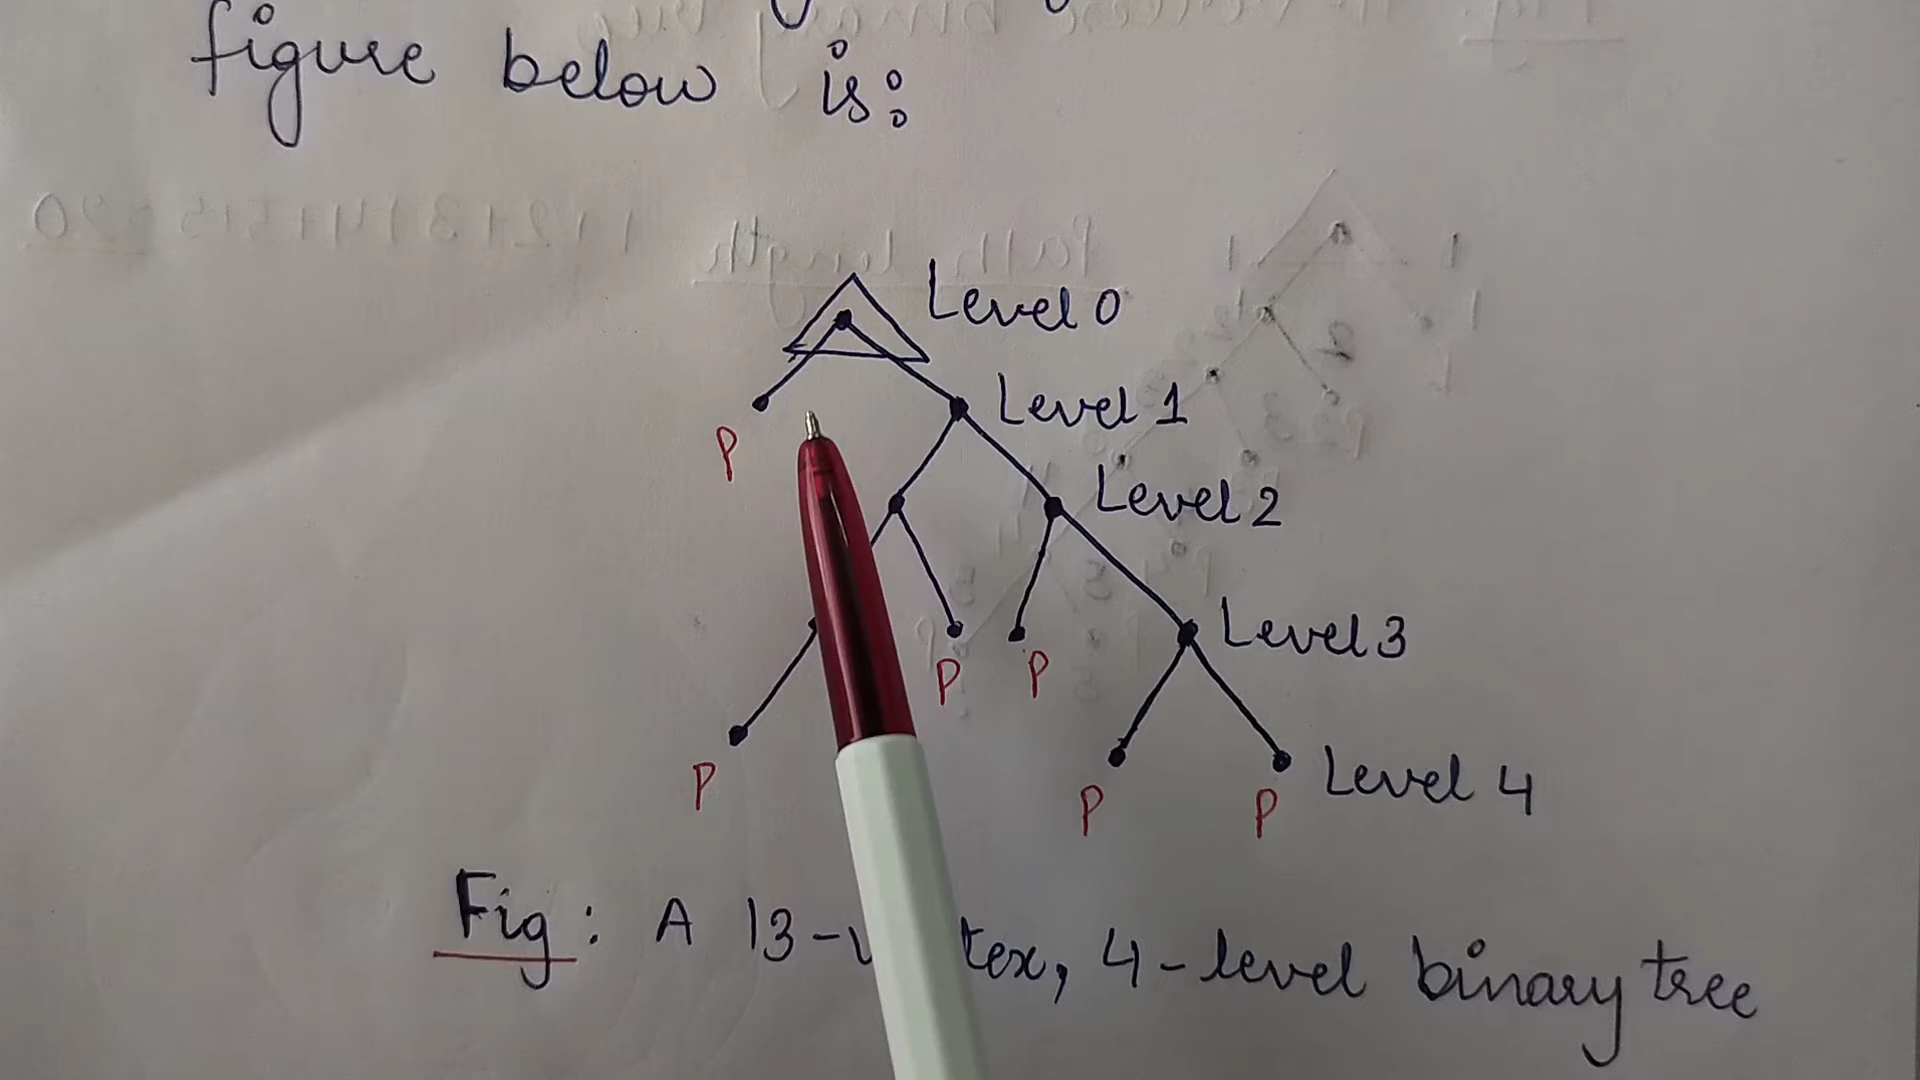 figure below is:
Level 0
Level 1
P
Level 2
Level 3
P P
P
P P Level 4
Fig: A 13-v tex, 4-level binary tree